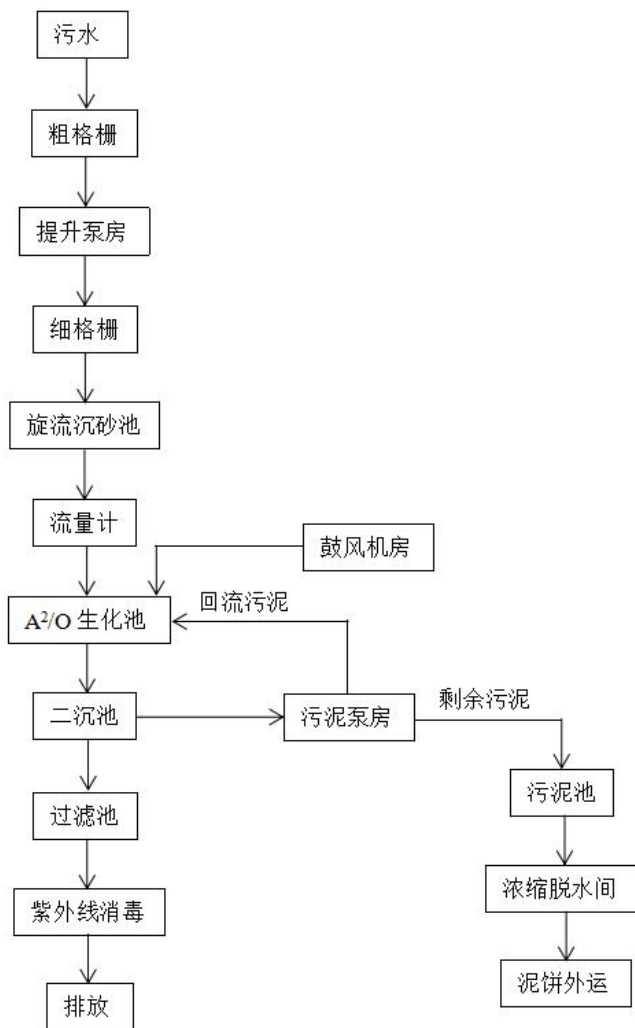 污水
粗格栅
提升泵房
细格栅
旋流沉砂池
流量计
鼓风机房
A²/O 生化池
回流污泥
二沉池
污泥泵房
剩余污泥
过滤池
污泥池
紫外线消毒
浓缩脱水间
排放
泥饼外运